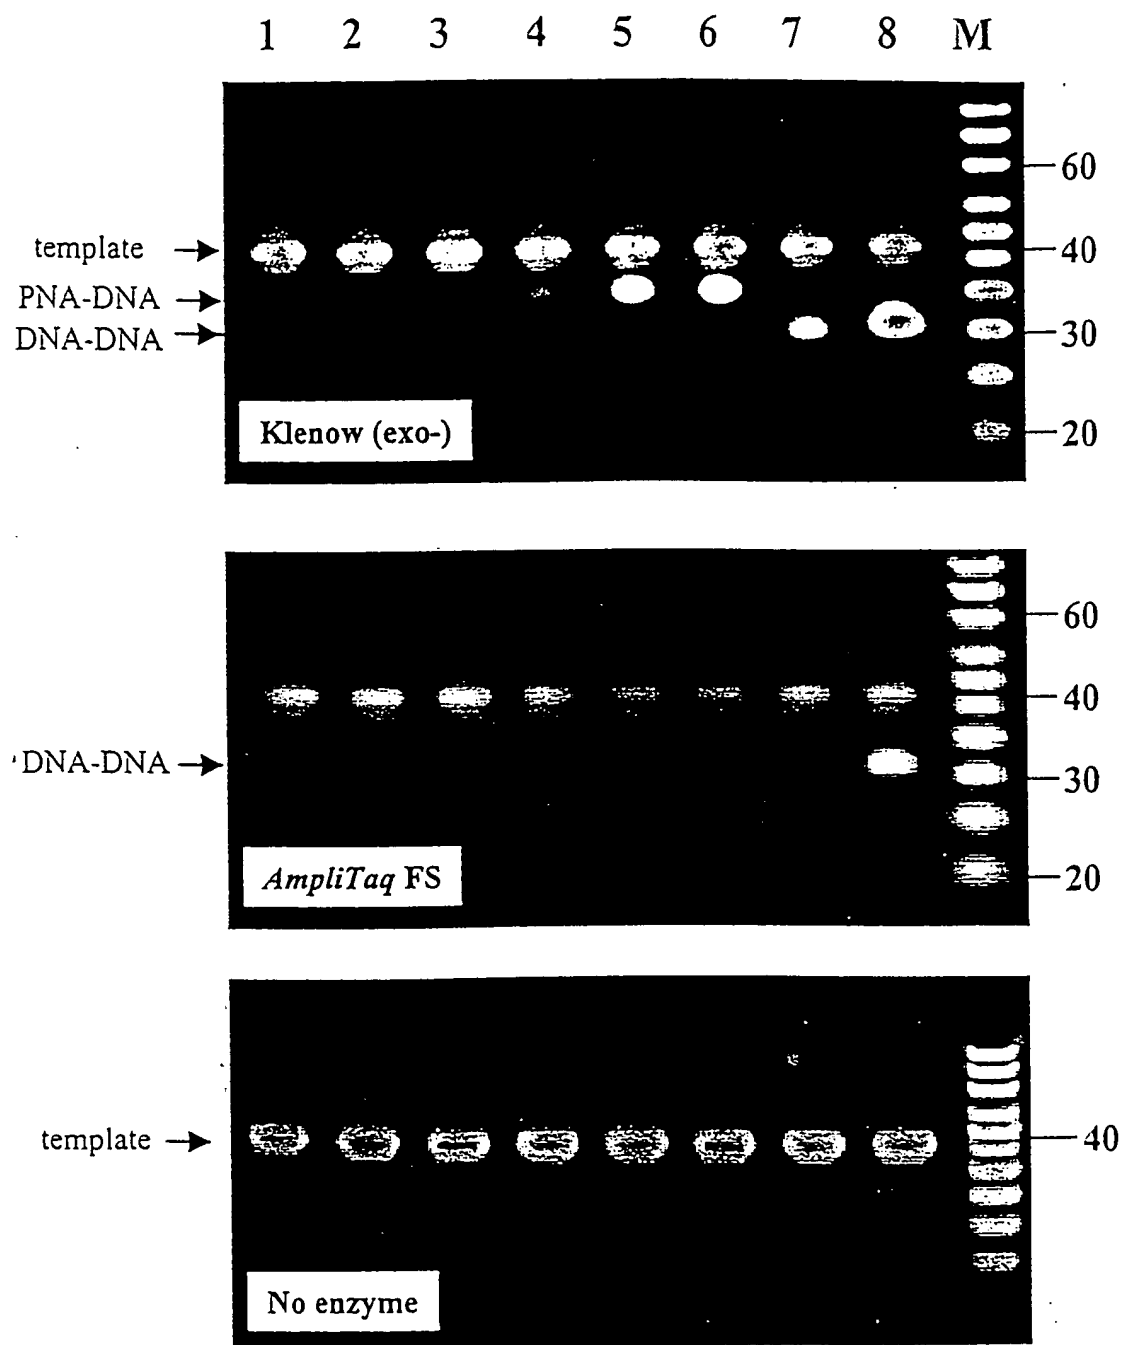 1 2 3 4 5 6 7 8 M
60
template
40
PNA-DNA
DNA-DNA
30
Klenow (exo-)
20
60
40
DNA-DNA
30
AmpliTaq FS
20
template
40
No enzyme